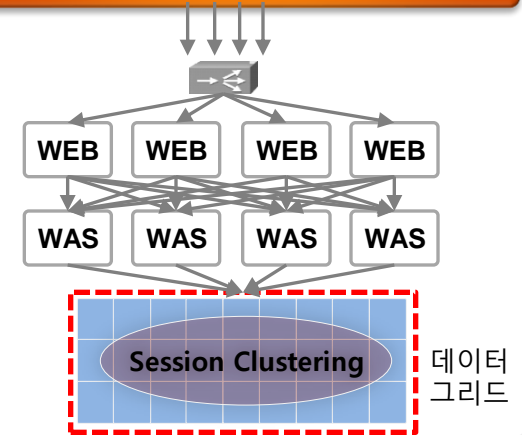 WEB WEB WEB WEB
WAS WAS WAS WAS
Session Clustering
데이터
그리드